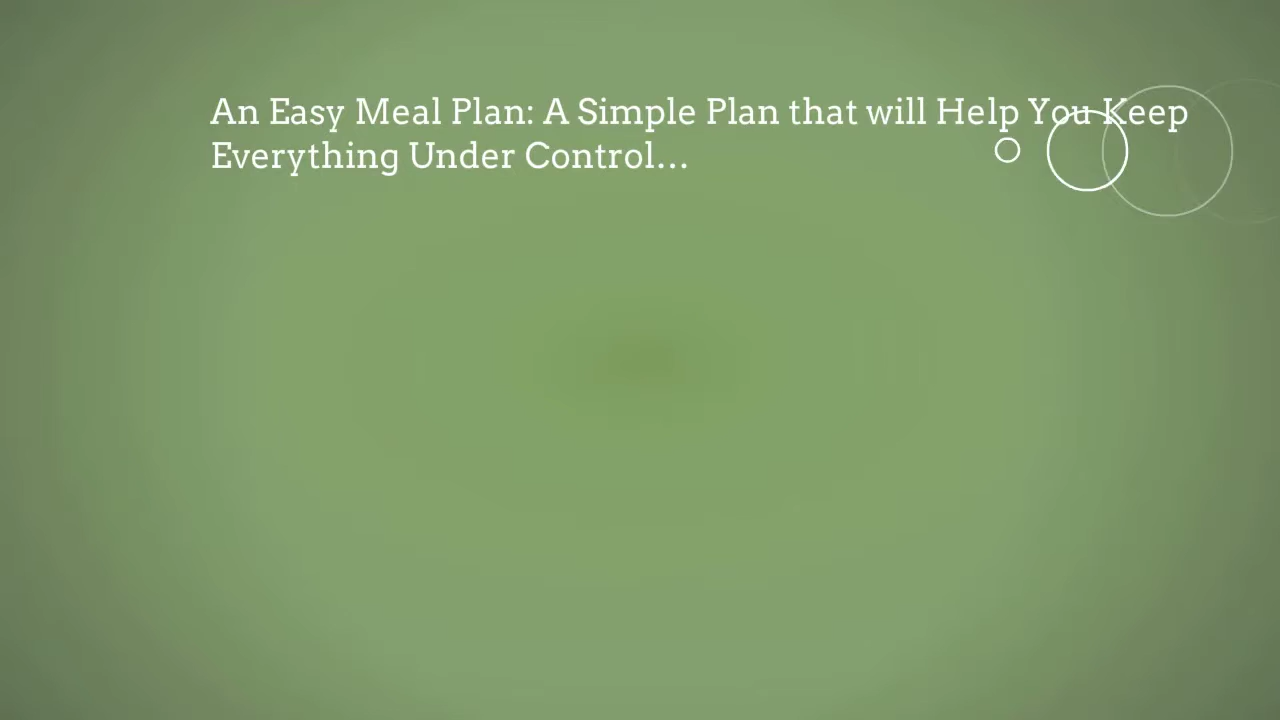 An Easy Meal Plan: A Simple Plan that will Help You Keep
Everything Under Control…